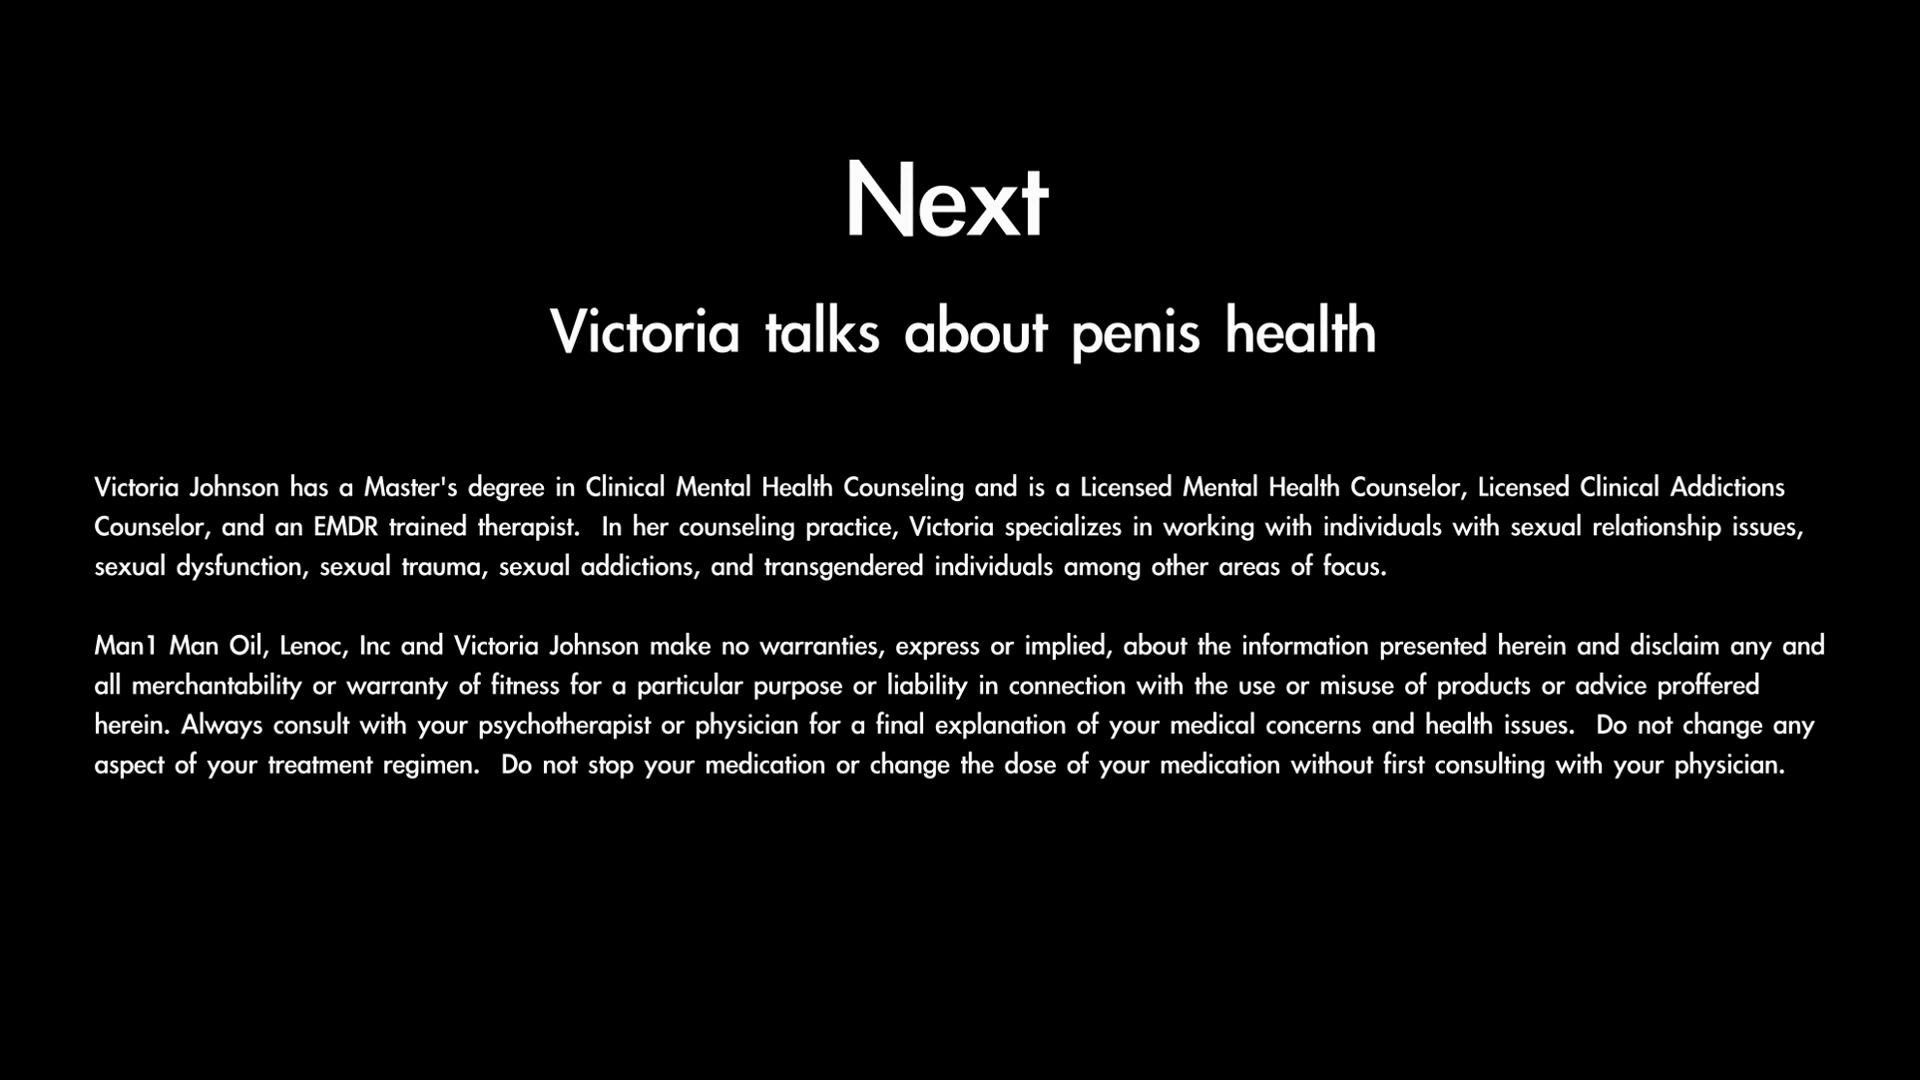 Next
Victoria talks about penis health
Victoria Johnson has a Master's degree in Clinical Mental Health Counseling and is a Licensed Mental Health Counselor, Licensed Clinical Addictions
Counselor, and an EMDR trained therapist.  In her counseling practice, Victoria specializes in working with individuals with sexual relationship issues,
sexual dysfunction, sexual trauma, sexual addictions, and transgendered individuals among other areas of focus.
Man1 Man Oil, Lenoc, Inc and Victoria Johnson make no warranties, express or implied, about the information presented herein and disclaim any and
all merchantability or warranty of fitness for a particular purpose or liability in connection with the use or misuse of products or advice proffered
herein. Always consult with your psychotherapist or physician for a final explanation of your medical concerns and health issues.  Do not change any
aspect of your treatment regimen.  Do not stop your medication or change the dose of your medication without first consulting with your physician.